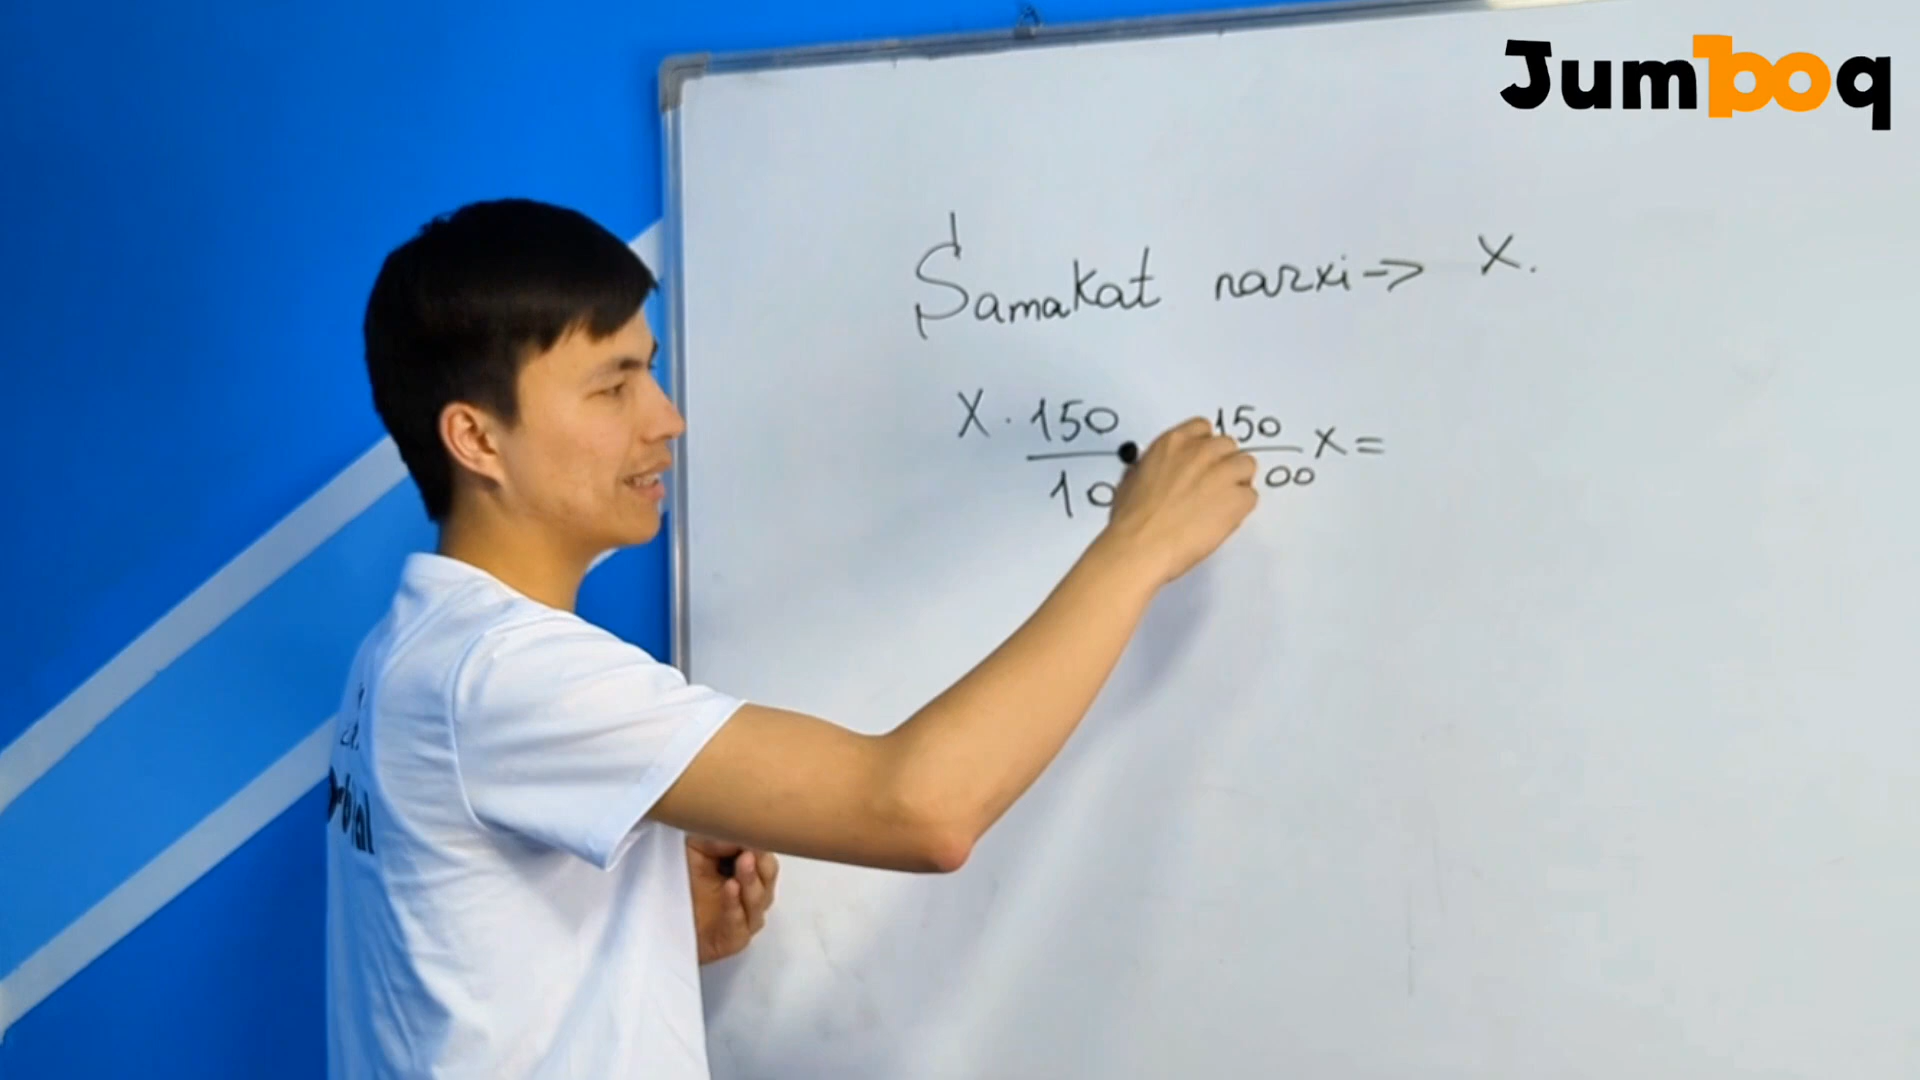 Jumboq
Samakat narxi-> X.
X · 150 150 x =
10 00